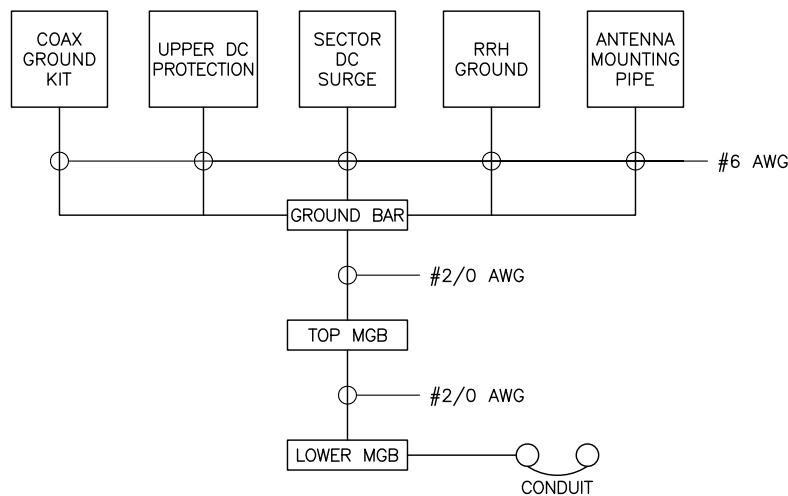 COAX
GROUND
KIT
UPPER DC
PROTECTION
SECTOR
DC
SURGE
RRH
GROUND
ANTENNA
MOUNTING
PIPE
#6 AWG
GROUND BAR
#2/0 AWG
TOP MGB
#2/0 AWG
LOWER MGB
CONDUIT